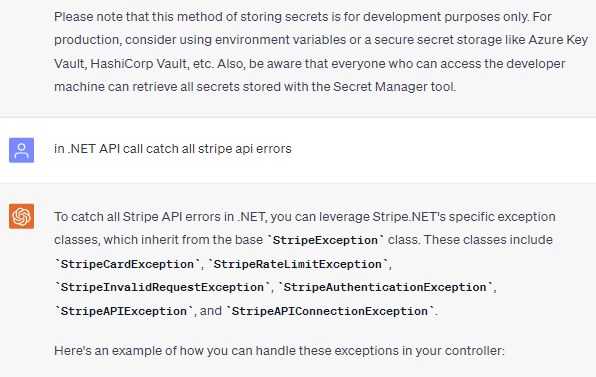 Please note that this method of storing secrets is for development purposes only. For
production, consider using environment variables or a secure secret storage like Azure Key
Vault, HashiCorp Vault, etc. Also, be aware that everyone who can access the developer
machine can retrieve all secrets stored with the Secret Manager tool.
in .NET API call catch all stripe api errors
To catch all Stripe API errors in .NET, you can leverage Stripe.NET's specific exception
classes, which inherit from the base `StripeException` class. These classes include
`StripeCardException`, `StripeRateLimitException`,
`StripeInvalidRequestException`, `StripeAuthenticationException`,
`StripeAPIException`, and `StripeAPIConnectionException`.
Here's an example of how you can handle these exceptions in your controller: